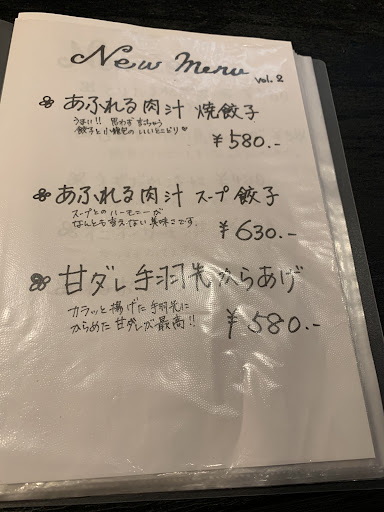 New Menu
vol.2
あふれる肉汁 焼餃子
うまい!! 思わず言っちゃう
餃子と小籠包のいいとこどり♥
¥580.-
あふれる肉汁 スープ餃子
スープとのハーモニーが
なんとも言えない美味さです
¥630.-
甘ダレ手羽先からあげ
カラッと揚げた手羽先に
からめた甘ダレが最高!!
¥580.-